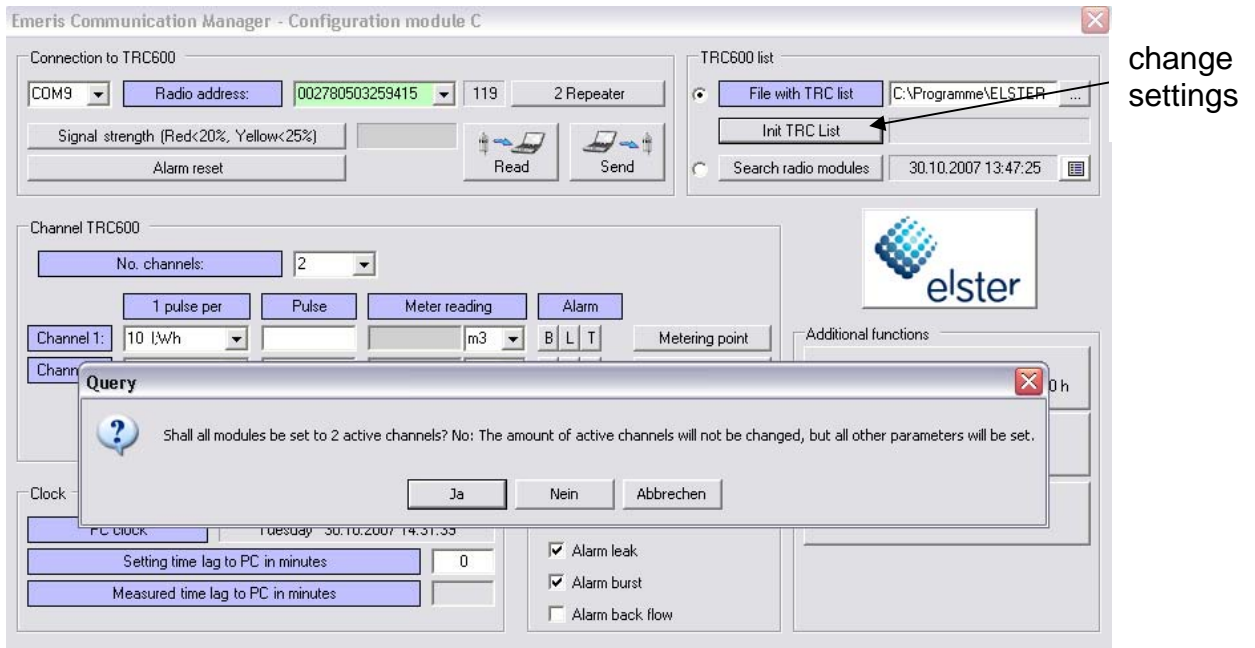 Emeris Communication Manager - Configuration module C
change
settings
Connection to TRC600
COM9 Radio address: 002780503259415 119 2 Repeater
Signal strength (Red<20%, Yellow<25%)
Alarm reset
Read Send
TRC600 list
File with TRC list C:\Programme\ELSTER ...
Init TRC List
Search radio modules 30.10.2007 13:47:25
Channel TRC600
No. channels: 2
1 pulse per Pulse Meter reading Alarm
Channel 1: 10 l;Wh m3 B L T Metering point
Chann
elster
Additional functions
0 h
Query
Shall all modules be set to 2 active channels? No: The amount of active channels will not be changed, but all other parameters will be set.
Ja Nein Abbrechen
Clock
PC clock Tuesday 30.10.2007 14:31:39
Setting time lag to PC in minutes 0
Measured time lag to PC in minutes
Alarm leak
Alarm burst
Alarm back flow